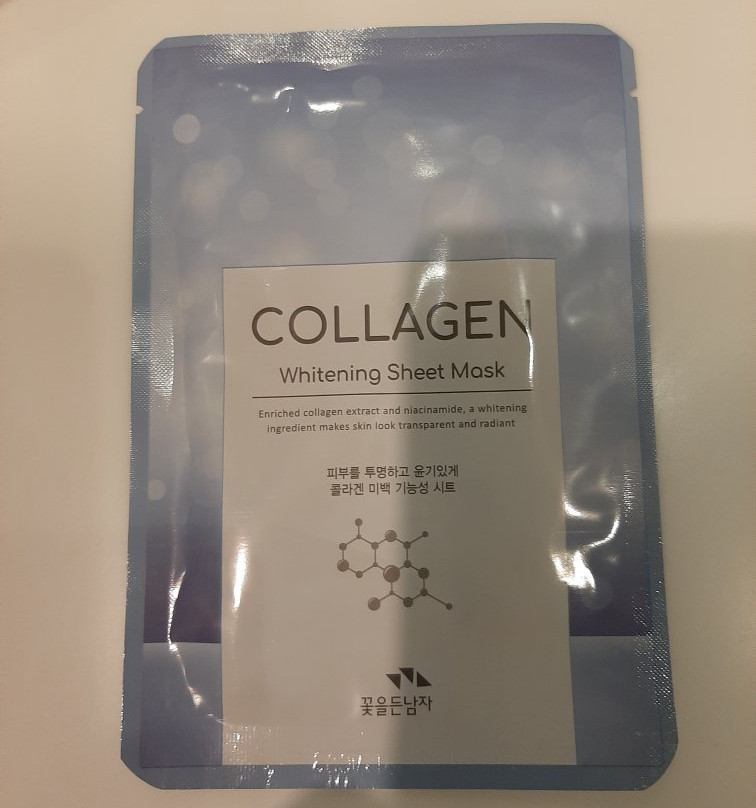 COLLAGEN
Whitening Sheet Mask
Enriched collagen extract and niacinamide, a whitening
ingredient makes skin look transparent and radiant
피부를 투명하고 윤기있게
콜라겐 미백 기능성 시트
꽃을든남자